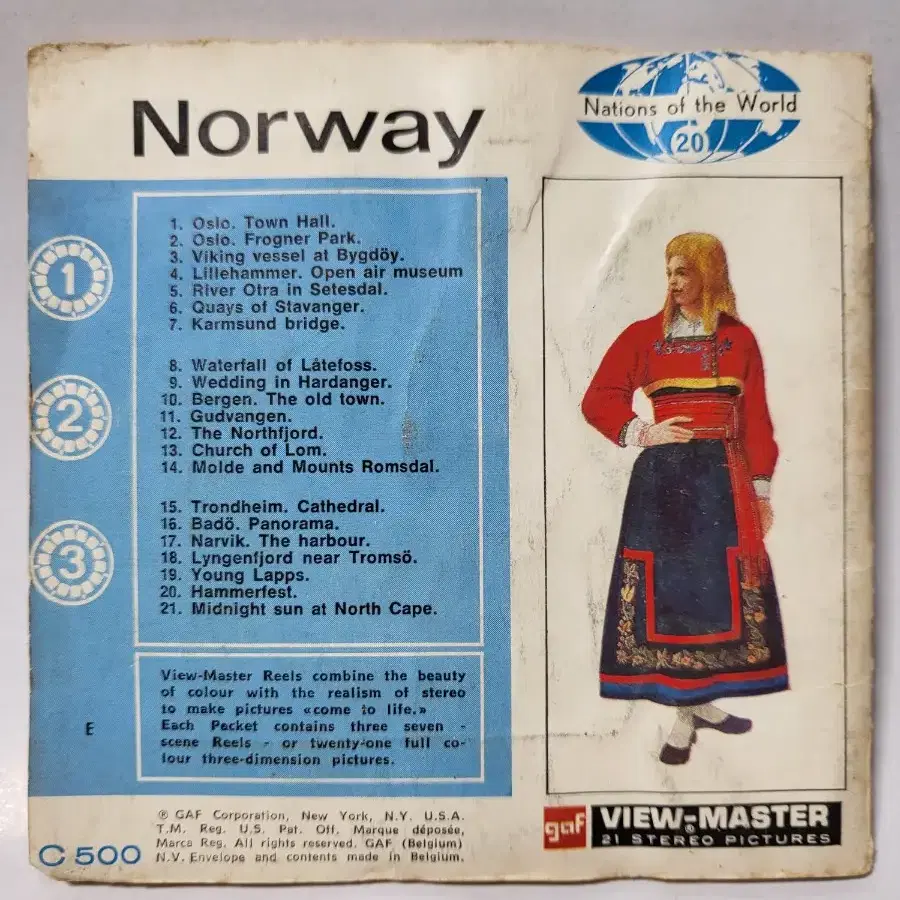 Norway
Nations of the World
20
1
1. Oslo. Town Hall.
2. Oslo. Frogner Park.
3. Viking vessel at Bygdöy.
4. Lillehammer. Open air museum
5. River Otra in Setesdal.
6. Quays of Stavanger.
7. Karmsund bridge.
2
8. Waterfall of Låtefoss.
9. Wedding in Hardanger.
10. Bergen. The old town.
11. Gudvangen.
12. The Northfjord.
13. Church of Lom.
14. Molde and Mounts Romsdal.
3
15. Trondheim. Cathedral.
16. Badö. Panorama.
17. Narvik. The harbour.
18. Lyngenfjord near Tromsö.
19. Young Lapps.
20. Hammerfest.
21. Midnight sun at North Cape.
View-Master Reels combine the beauty
of colour with the realism of stereo
to make pictures «come to life.»
Each Packet contains three seven -
scene Reels - or twenty-one full co-
lour three-dimension pictures.
E
® GAF Corporation, New York, N.Y. U.S.A.
T.M. Reg. U.S. Pat. Off. Marque déposée,
Marca Reg. All rights reserved. GAF (Belgium)
N.V. Envelope and contents made in Belgium.
C 500
gaf
VIEW-MASTER
®
21 STEREO PICTURES